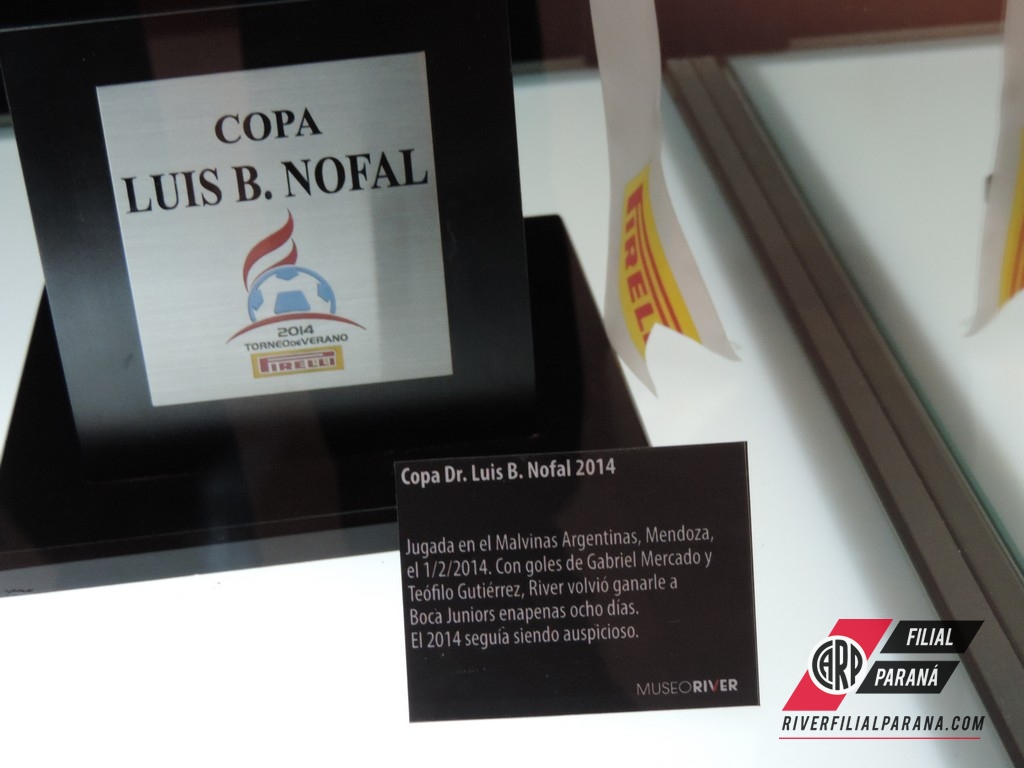 COPA
LUIS B. NOFAL
2014
TORNEO DE VERANO
PIRELLI
PIRELL
Copa Dr. Luis B. Nofal 2014
Jugada en el Malvinas Argentinas, Mendoza,
el 1/2/2014. Con goles de Gabriel Mercado y
Teófilo Gutiérrez, River volvió ganarle a
Boca Juniors enapenas ocho días.
El 2014 seguía siendo auspicioso.
MUSEORIVER
CARP
FILIAL
PARANÁ
RIVERFILIALPARANA.COM